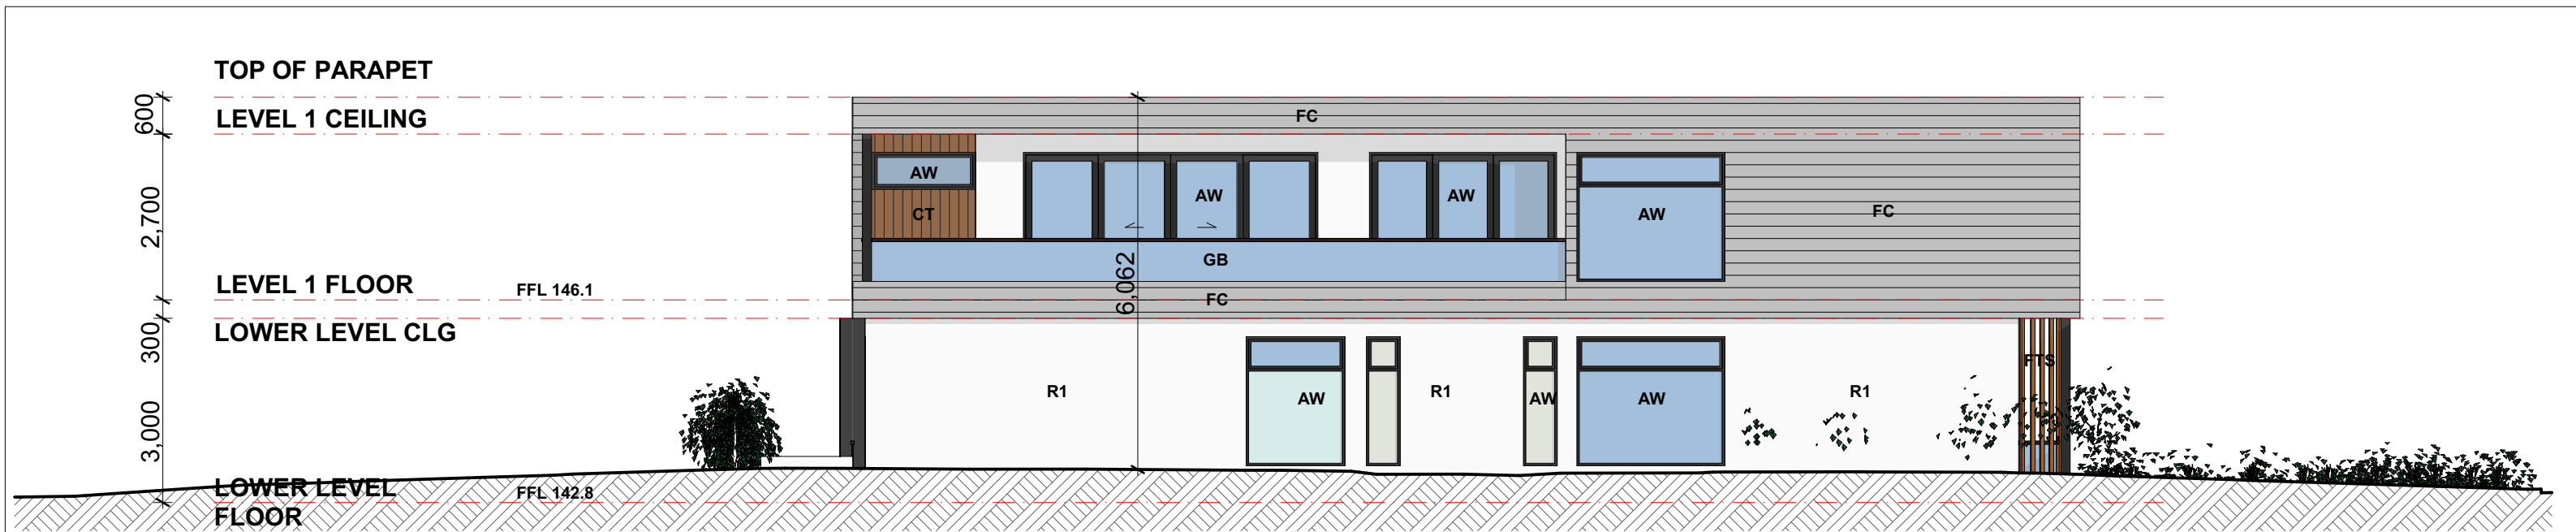 TOP OF PARAPET
600
LEVEL 1 CEILING
FC
AW
AW
AW
AW
CT
FC
2,700
GB
6,062
LEVEL 1 FLOOR
FFL 146.1
FC
LOWER LEVEL CLG
300
FTS
R1
AW
R1
AW
AW
R1
3,000
LOWER LEVEL
FFL 142.8
FLOOR